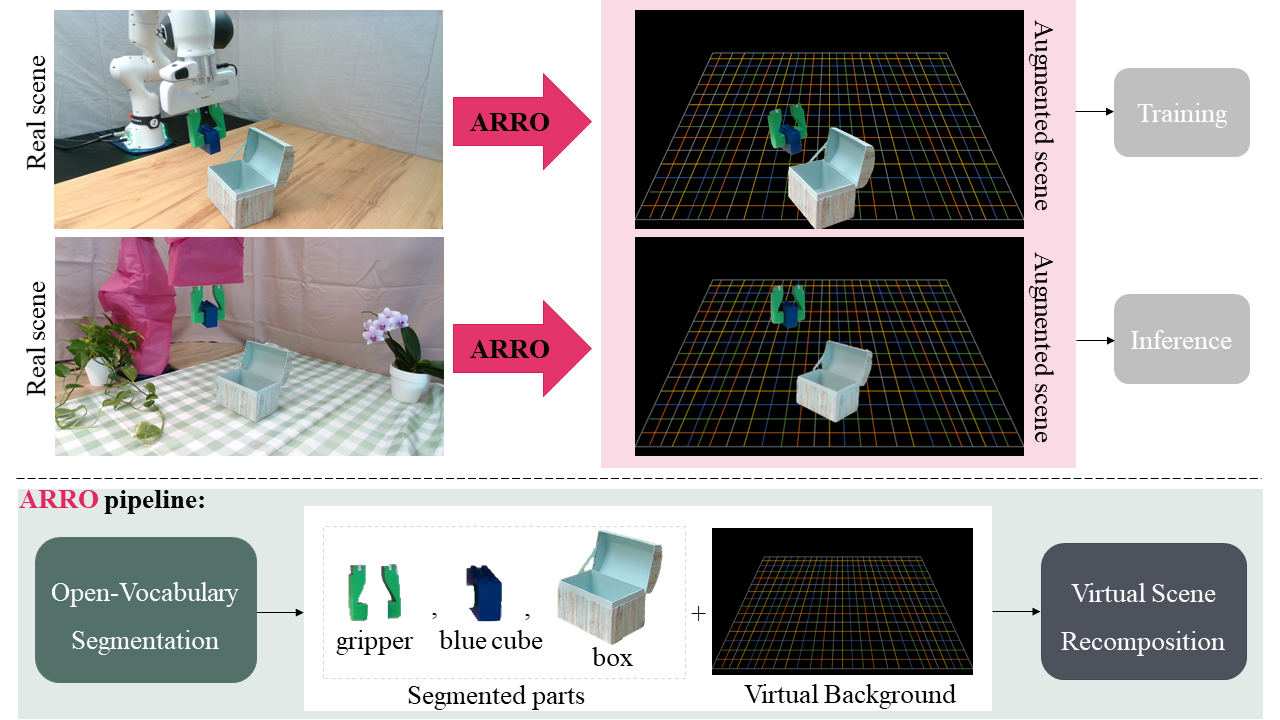 Real scene
ARRO
Augmented scene
Training
Real scene
ARRO
Augmented scene
Inference
ARRO pipeline:
Open-Vocabulary
Segmentation
gripper
,
blue cube
,
box
Segmented parts
+
Virtual Background
Virtual Scene
Recomposition